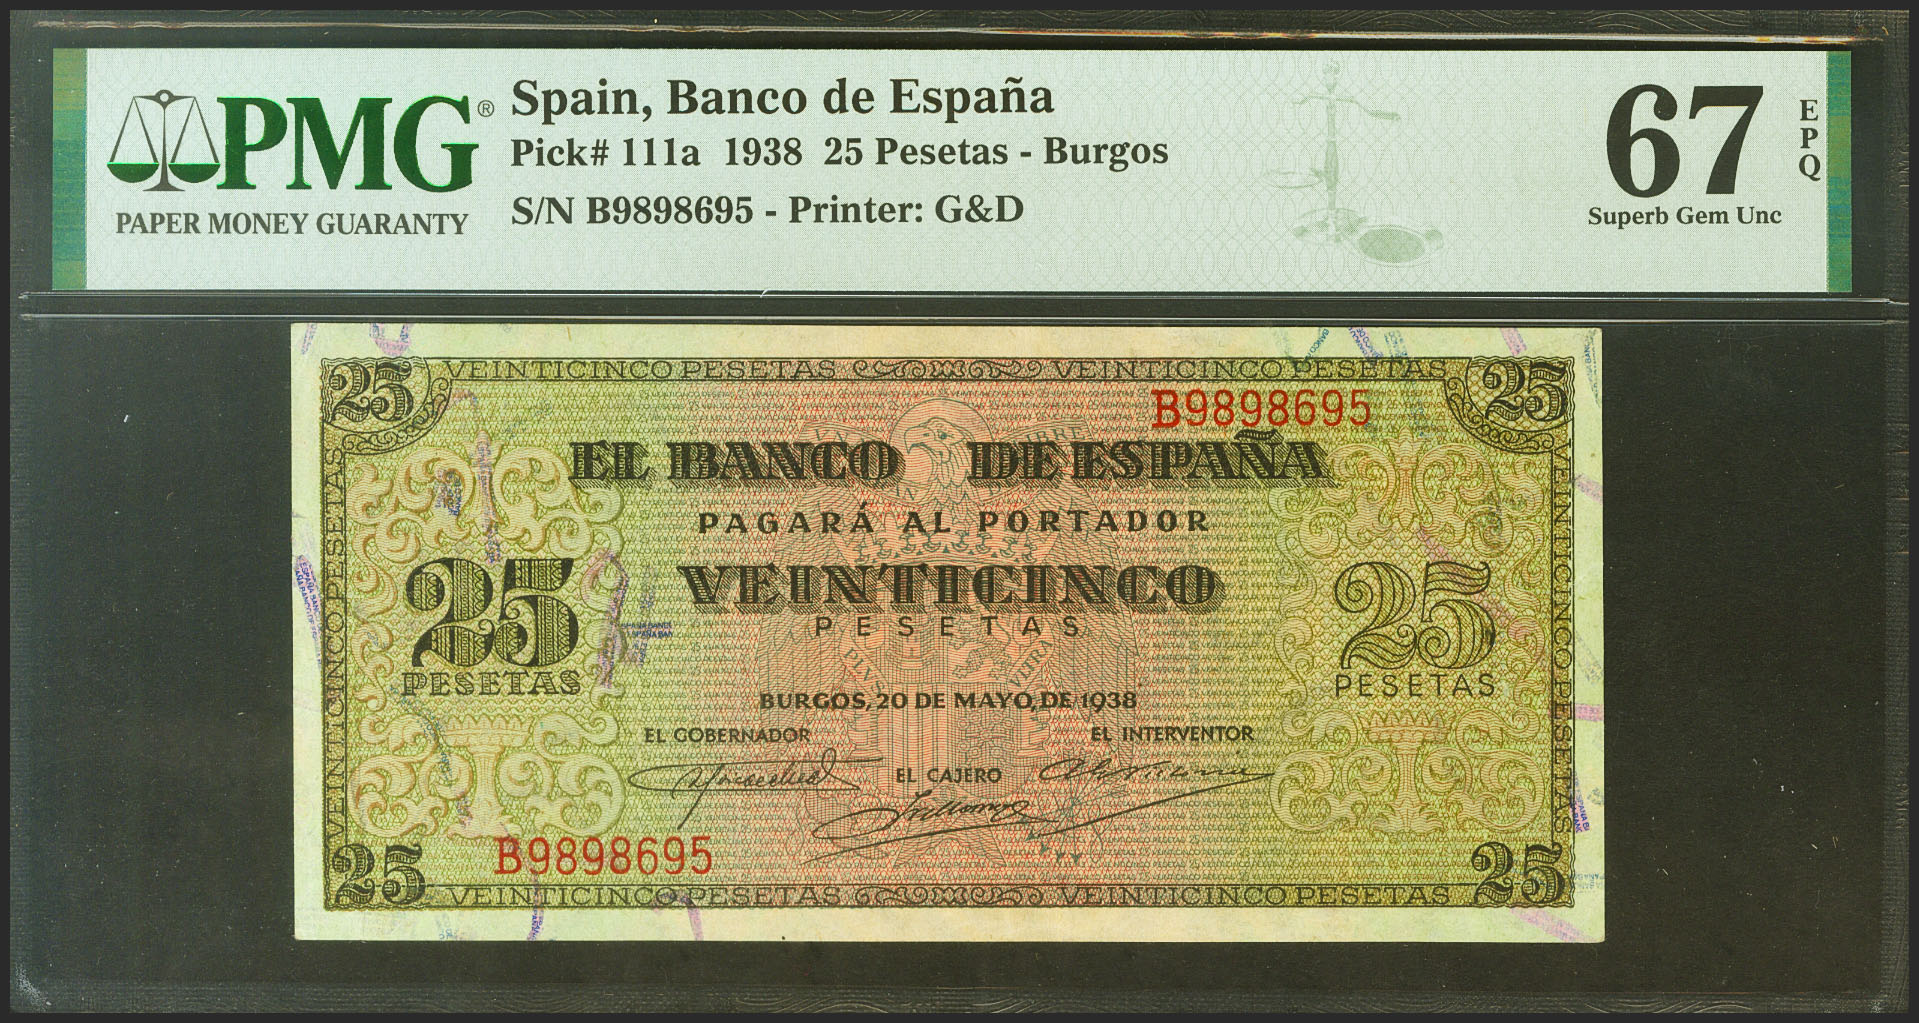 PMG®
PAPER MONEY GUARANTY
Spain, Banco de España
Pick# 111a 1938 25 Pesetas - Burgos
S/N B9898695 - Printer: G&D
67
EPQ
Superb Gem Unc
25
VEINTICINCO PESETAS
VEINTICINCO PESETAS
25
B9898695
EL BANCO DE ESPAÑA
PAGARÁ AL PORTADOR
VEINTICINCO
PESETAS
25
PESETAS
25
PESETAS
VEINTICINCO PESETAS
VEINTICINCO PESETAS
BURGOS, 20 DE MAYO, DE 1938
EL GOBERNADOR
EL INTERVENTOR
EL CAJERO
B9898695
25
VEINTICINCO PESETAS
VEINTICINCO PESETAS
25